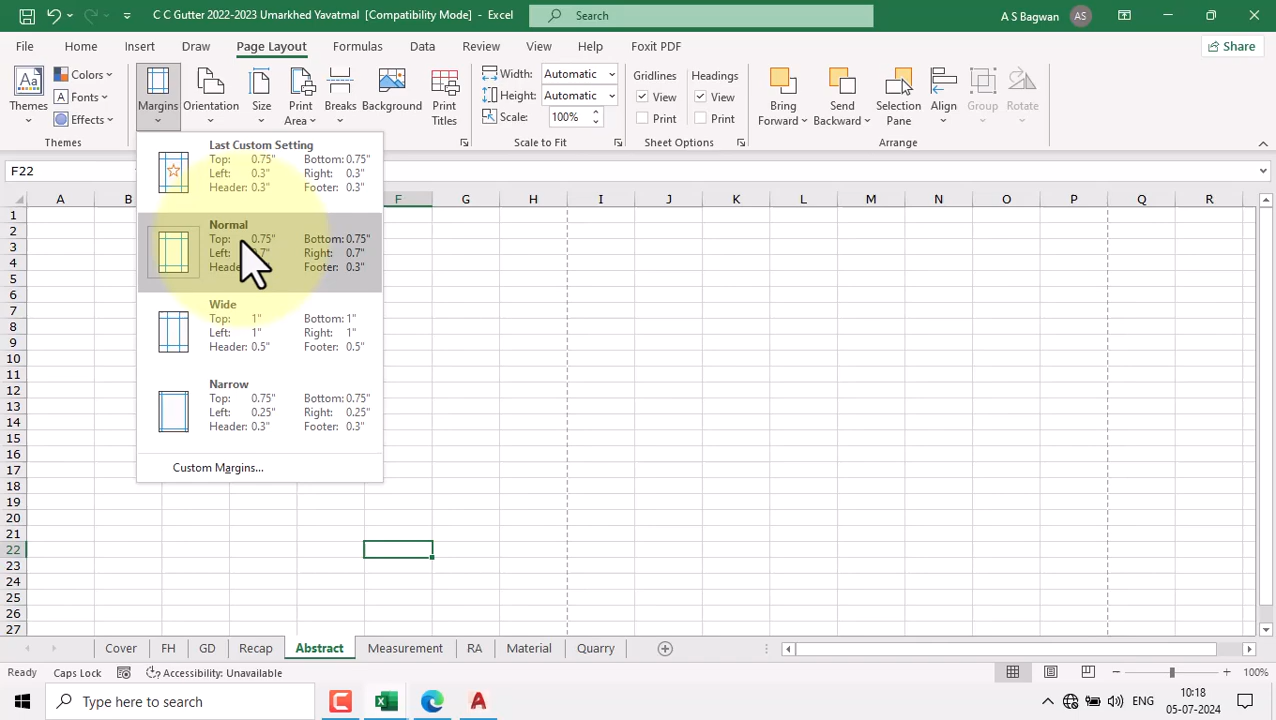 C C Gutter 2022-2023 Umarkhed Yavatmal [Compatibility Mode] - Excel
Search
A S Bagwan AS
File Home Insert Draw Page Layout Formulas Data Review View Help Foxit PDF Share
Themes
Colors
Fonts
Effects
Themes
Margins
Orientation
Size
Print Area
Breaks
Background
Print Titles
Width: Automatic
Height: Automatic
Scale: 100%
Scale to Fit
Gridlines
View
Print
Headings
View
Print
Sheet Options
Bring Forward
Send Backward
Selection Pane
Align
Group
Rotate
Arrange
F22
Last Custom Setting
Top: 0.75" Bottom: 0.75"
Left: 0.3" Right: 0.3"
Header: 0.3" Footer: 0.3"
Normal
Top: 0.75" Bottom: 0.75"
Left: Right: 0.7"
Footer: 0.3"
Wide
Top: 1" Bottom: 1"
Left: 1" Right: 1"
Header: 0.5" Footer: 0.5"
Narrow
Top: 0.75" Bottom: 0.75"
Left: 0.25" Right: 0.25"
Header: 0.3" Footer: 0.3"
Custom Margins...
A B F G H I J K L M N O P Q R
1
2
3
4
5
6
7
8
9
10
11
12
13
14
15
16
17
18
19
20
21
22
23
24
25
26
27
Cover FH GD Recap Abstract Measurement RA Material Quarry
Ready Caps Lock Accessibility: Unavailable 100%
Type here to search
ENG
10:18
05-07-2024